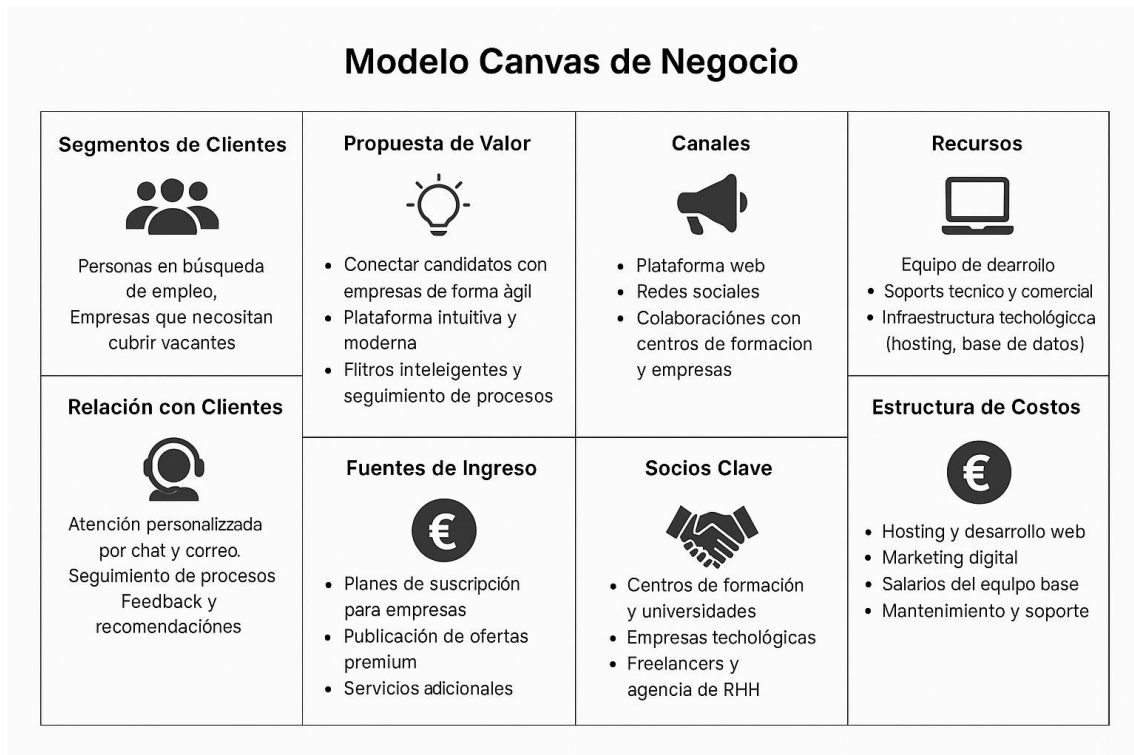 Modelo Canvas de Negocio
Segmentos de Clientes
Personas en búsqueda
de empleo,
Empresas que necositan
cubrir vacantes
Propuesta de Valor
• Conectar candidatos con
empresas de forma àgil
• Plataforma intuitiva y
moderna
• Flitros inteleigentes y
seguimiento de procesos
Canales
• Plataforma web
• Redes sociales
• Colaboraciónes con
centros de formacion
y empresas
Recursos
Equipo de dearroilo
• Soports tecnico y comercial
• Infraestructura techológicca
(hosting, base de datos)
Relación con Clientes
Atención personalizzada
por chat y correo.
Seguimiento de procesos
Feedback y
recomendaciónes
Fuentes de Ingreso
€
• Planes de suscripción
para empresas
• Publicación de ofertas
premium
• Servicios adicionales
Socios Clave
• Centros de formación
y universidades
• Empresas techológicas
• Freelancers y
agencia de RHH
Estructura de Costos
€
• Hosting y desarrollo web
• Marketing digital
• Salarios del equlpo base
• Mantenimiento y soporte